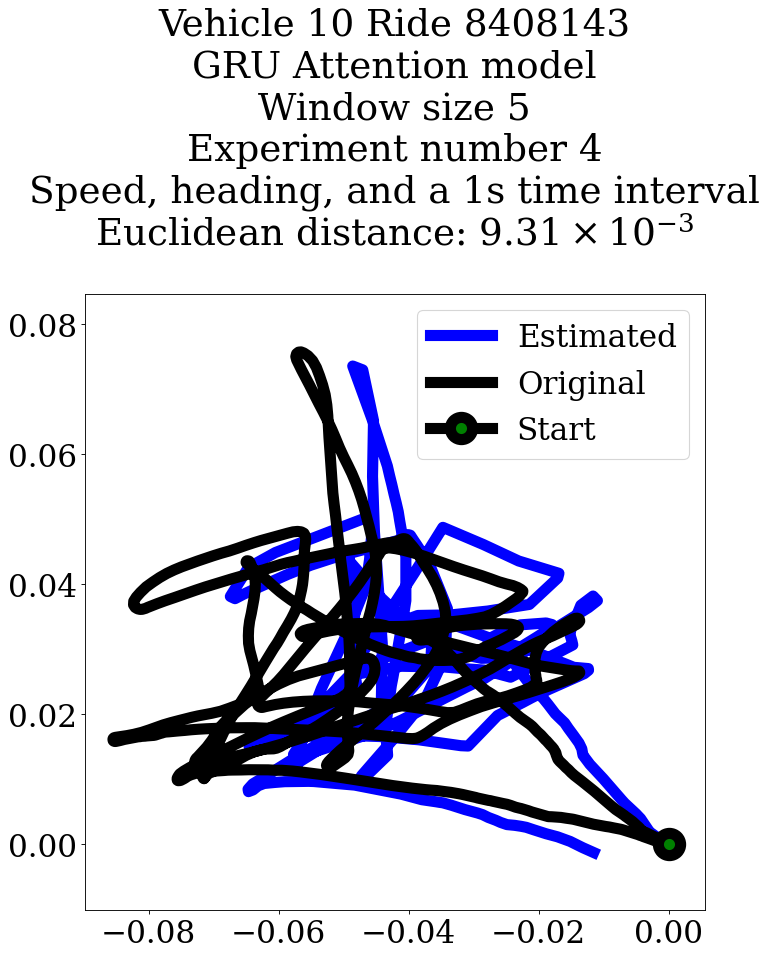 Vehicle 10 Ride 8408143
GRU Attention model
Window size 5
Experiment number 4
Speed, heading, and a 1s time interval
Euclidean distance: 9.31 × 10⁻³
Estimated
Original
Start
0.08
0.06
0.04
0.02
0.00
−0.08 −0.06 −0.04 −0.02 0.00